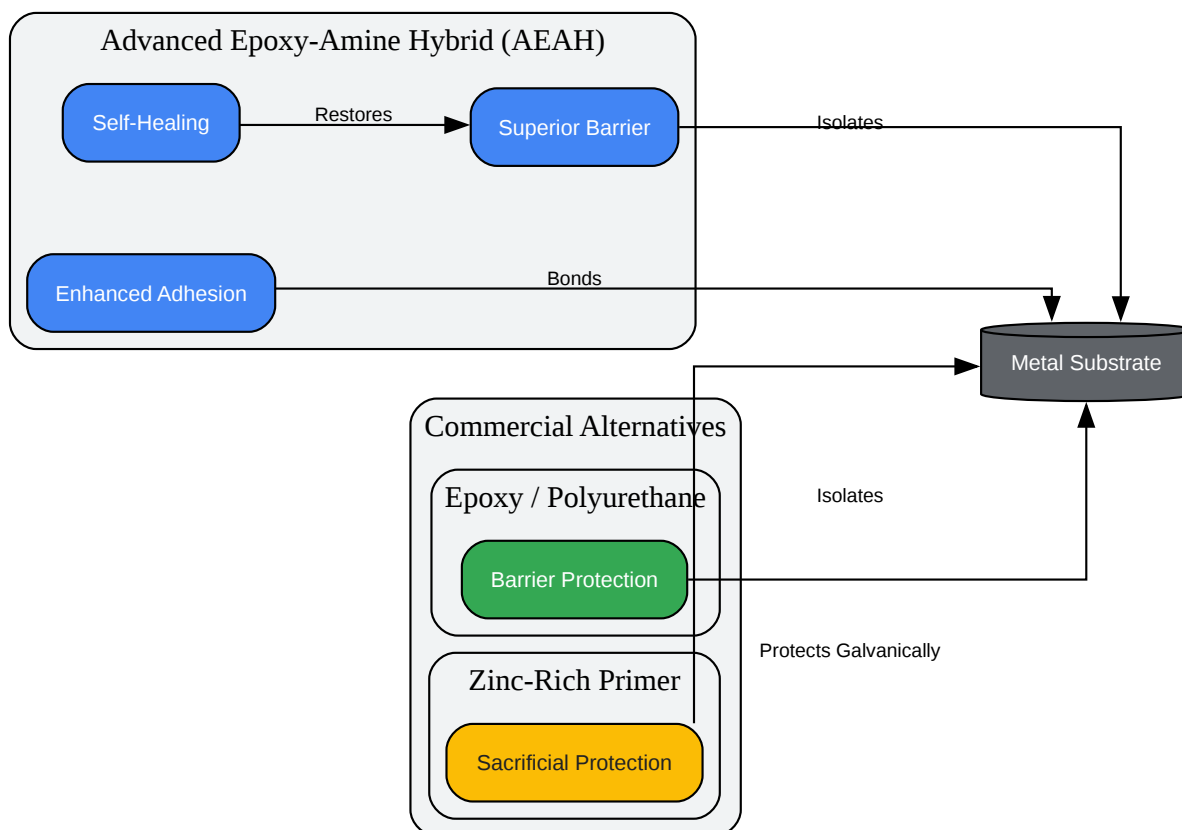 Advanced Epoxy-Amine Hybrid (AEAH)
Self-Healing
Restores
Superior Barrier
Isolates
Enhanced Adhesion
Bonds
Metal Substrate
Commercial Alternatives
Epoxy / Polyurethane
Isolates
Barrier Protection
Protects Galvanically
Zinc-Rich Primer
Sacrificial Protection